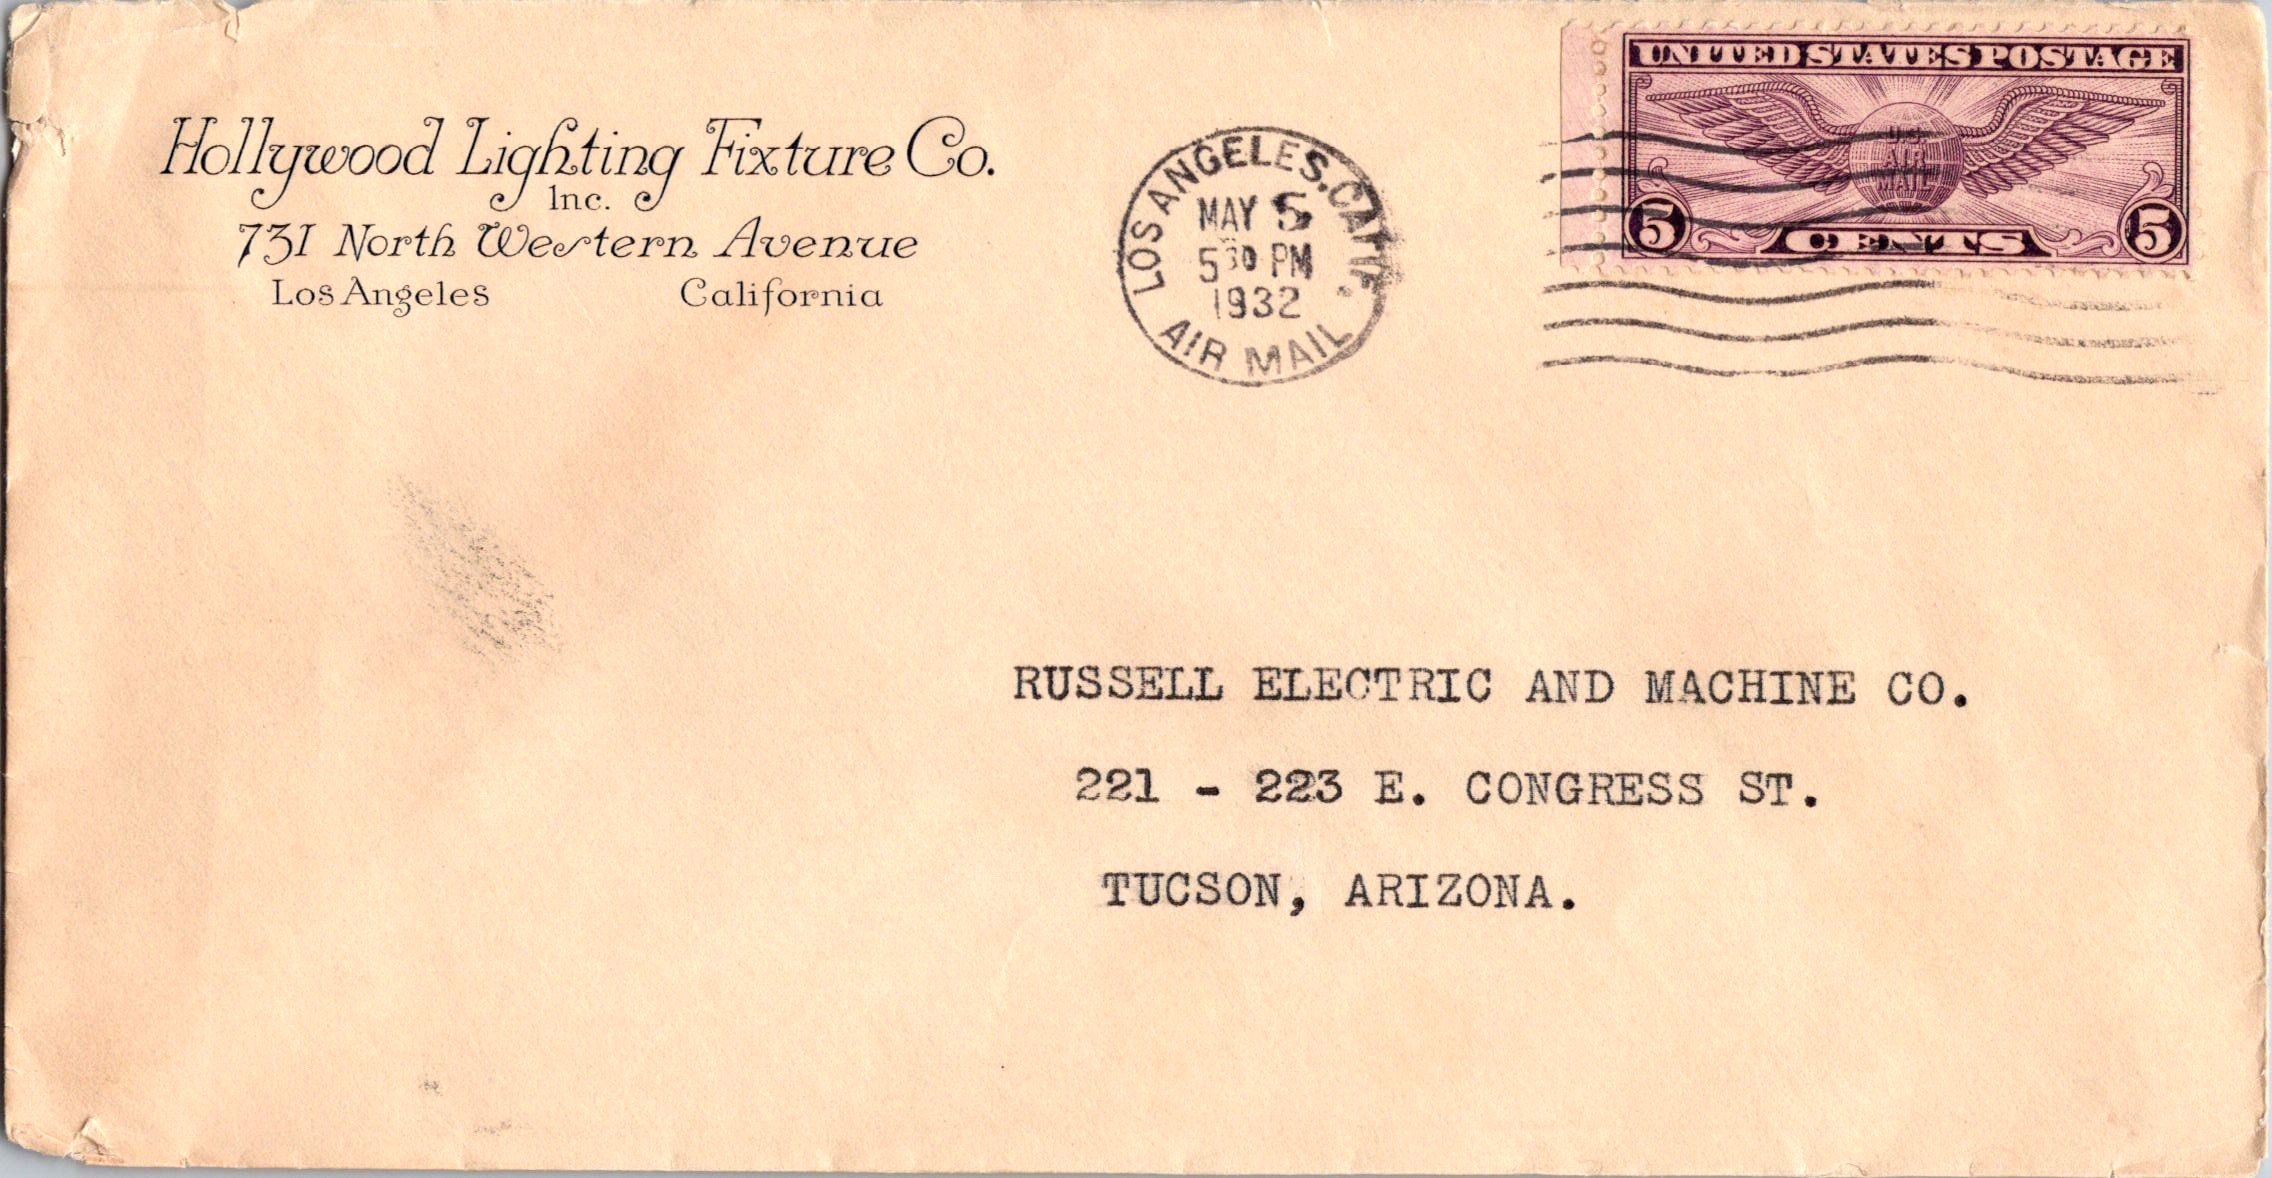 Hollywood Lighting Fixture Co.
Inc.
731 North Western Avenue
Los Angeles California
LOS ANGELES, CALIF.
MAY 5
5 30 PM
1932
AIR MAIL
UNITED STATES POSTAGE
U.S.
AIR
MAIL
5 CENTS 5
RUSSELL ELECTRIC AND MACHINE CO.
221 - 223 E. CONGRESS ST.
TUCSON, ARIZONA.